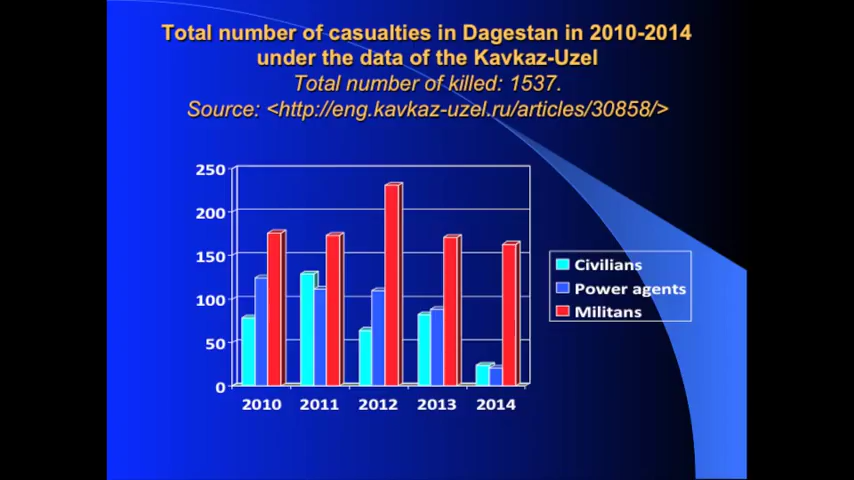 Total number of casualties in Dagestan in 2010-2014
under the data of the Kavkaz-Uzel
Total number of killed: 1537.
Source: <http://eng.kavkaz-uzel.ru/articles/30858/>
250
200
150
100
50
0
2010 2011 2012 2013 2014
Civilians
Power agents
Militans